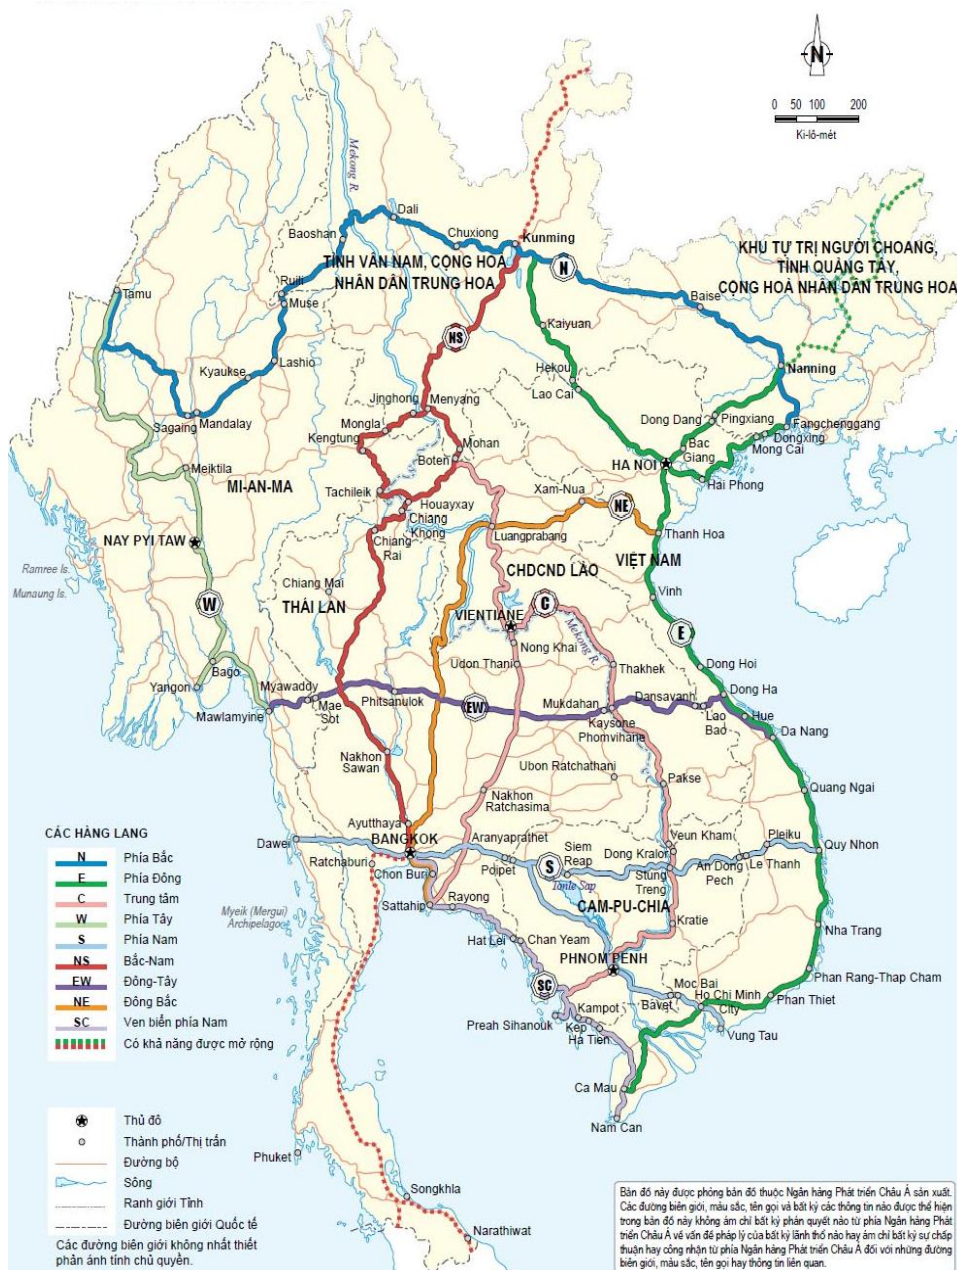 N
0 50 100 200
Ki-lô-mét
Mekong R.
Dali
Baoshan
Chuxiong
Kunming
TỈNH VÂN NAM, CỘNG HOÀ
NHÂN DÂN TRUNG HOA
N
KHU TỰ TRỊ NGƯỜI CHOANG,
TỈNH QUẢNG TÂY,
CỘNG HOÀ NHÂN DÂN TRUNG HOA
Tamu
Ruili
Muse
Baise
NS
Kaiyuan
Kyaukse
Lashio
Hekou
Lao Cai
Nanning
Sagaing
Mandalay
Jinghong
Menyang
Dong Dang
Pingxiang
Fangchenggang
Dongxing
Mong Cai
Mongla
Kengtung
Mohan
Boten
Bac
Giang
HA NOI
Hai Phong
Meiktila
MI-AN-MA
Tachileik
Houayxay
Chiang
Khong
Xam-Nua
NE
Luangprabang
Thanh Hoa
NAY PYI TAW
Chiang
Rai
CHDCND LÀO
VIỆT NAM
Ramree Is.
Munaung Is.
Chiang Mai
THÁI LAN
W
VIENTIANE
C
Mekong R.
Vinh
E
Nong Khai
Udon Thani
Thakhek
Dong Hoi
Bago
Yangon
Myawaddy
Mae
Sot
Mawlamyine
Phitsanulok
EW
Mukdahan
Kaysone
Phomvihane
Dansavanh
Lao
Bao
Dong Ha
Hue
Da Nang
Nakhon
Sawan
Ubon Ratchathani
Pakse
Nakhon
Ratchasima
Quang Ngai
Ayutthaya
BANGKOK
Aranyaprathet
Dawei
Ratchaburi
Chon Buri
Poipet
S
Siem
Reap
Tonle Sap
Veun Kham
Dong Kralor
Stung
Treng
O Yadav
Pleiku
Le Thanh
An Dong
Pech
Quy Nhon
CAM-PU-CHIA
Sattahip
Rayong
Myeik (Mergui)
Archipelago
Kratie
Nha Trang
Hat Lei
Chan Yeam
PHNOM PENH
SC
Moc Bai
Bavet
Ho Chi Minh
City
Phan Rang-Thap Cham
Phan Thiet
Kampot
Preah Sihanouk
Kep
Ha Tien
Vung Tau
Ca Mau
Nam Can
Phuket
Songkhla
Narathiwat
CÁC HÀNG LANG
N Phía Bắc
E Phía Đông
C Trung tâm
W Phía Tây
S Phía Nam
NS Bắc-Nam
EW Đông-Tây
NE Đông Bắc
SC Ven biển phía Nam
Có khả năng được mở rộng
Thủ đô
Thành phố/Thị trấn
Đường bộ
Sông
Ranh giới Tỉnh
Đường biên giới Quốc tế
Các đường biên giới không nhất thiết
phản ánh tính chủ quyền.
Bản đồ này được phòng bản đồ thuộc Ngân hàng Phát triển Châu Á sản xuất.
Các đường biên giới, màu sắc, tên gọi và bất kỳ các thông tin nào được thể hiện
trong bản đồ này không ám chỉ bất kỳ phán quyết nào từ phía Ngân hàng Phát
triển Châu Á về vấn đề pháp lý của bất kỳ lãnh thổ nào hay ám chỉ bất kỳ sự chấp
thuận hay công nhận từ phía Ngân hàng Phát triển Châu Á đối với những đường
biên giới, màu sắc, tên gọi hay thông tin liên quan.